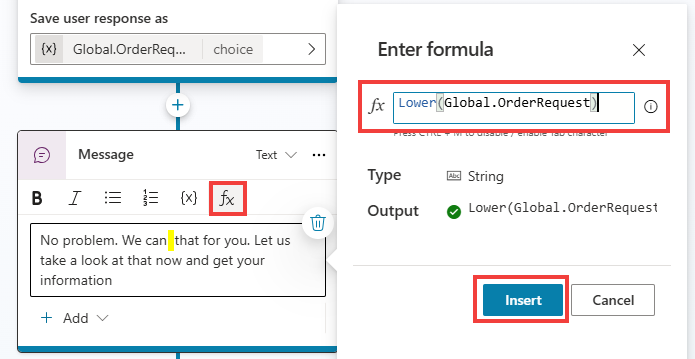 Save user response as
{x} Global.OrderReq... choice
Message
Text
B I {x} fx
No problem. We can that for you. Let us
take a look at that now and get your
information
+ Add
Enter formula
fx Lower(Global.OrderRequest)
Press CTRL + M to disable / enable Tab character
Type Abc String
Output Lower(Global.OrderRequest
Insert Cancel